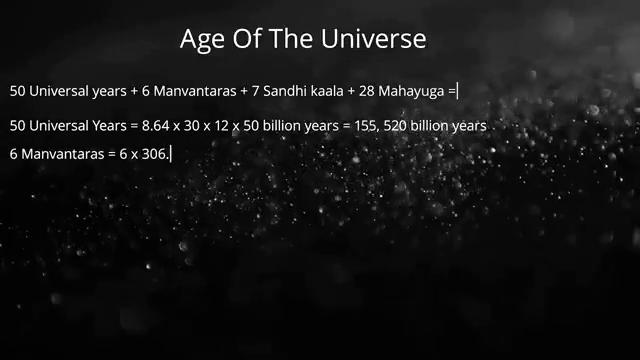 Age Of The Universe
50 Universal years + 6 Manvantaras + 7 Sandhi kaala + 28 Mahayuga =
50 Universal Years = 8.64 x 30 x 12 x 50 billion years = 155, 520 billion years
6 Manvantaras = 6 x 306.